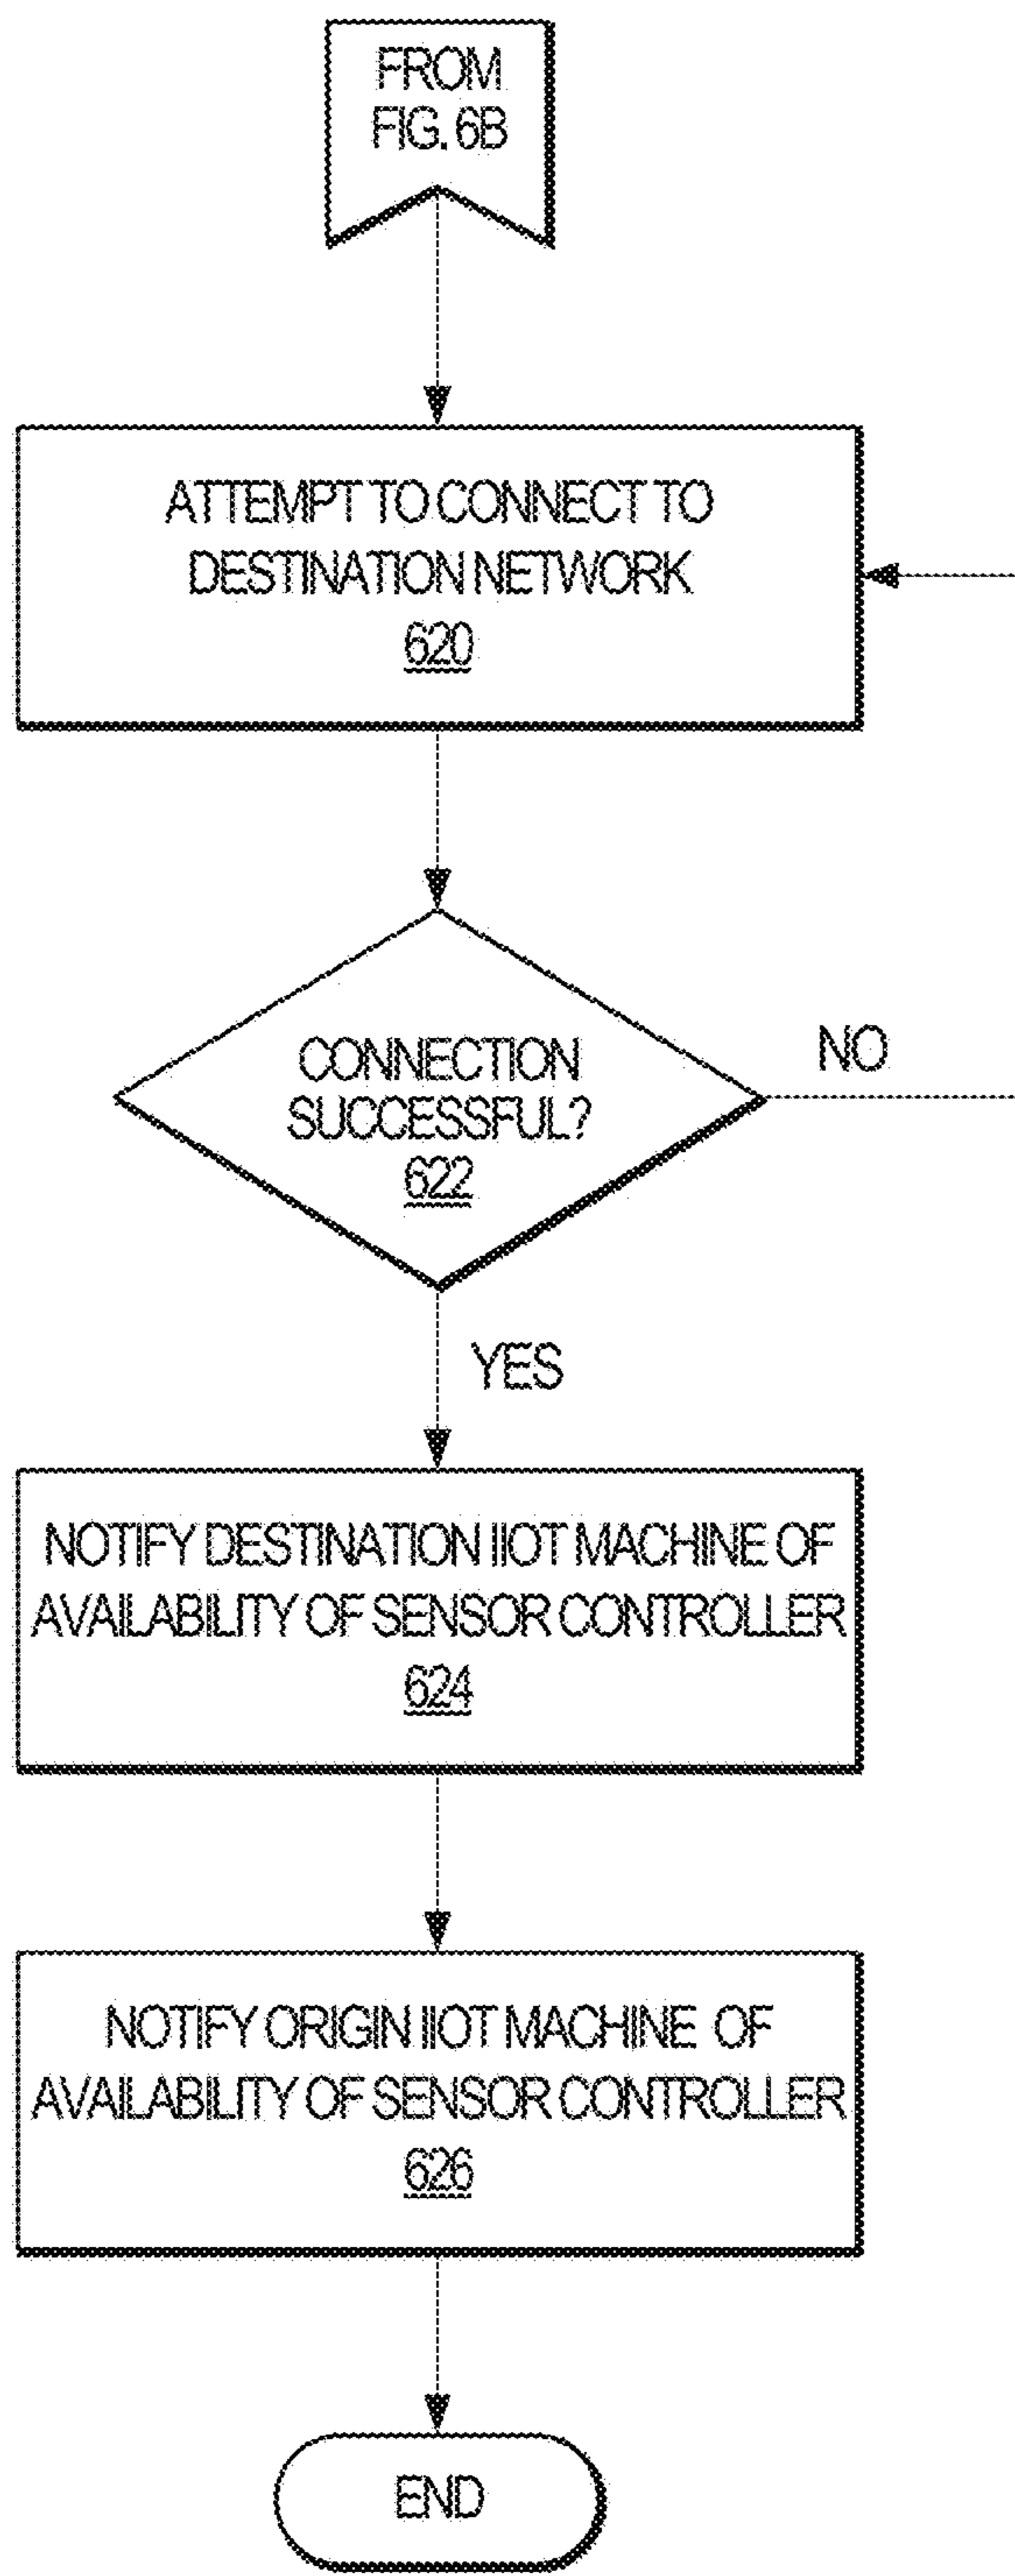 FROM
FIG. 6B
ATTEMPT TO CONNECT TO
DESTINATION NETWORK
620
CONNECTION
SUCCESSFUL?
622
NO
YES
NOTIFY DESTINATION IIOT MACHINE OF
AVAILABILITY OF SENSOR CONTROLLER
624
NOTIFY ORIGIN IIOT MACHINE OF
AVAILABILITY OF SENSOR CONTROLLER
626
END